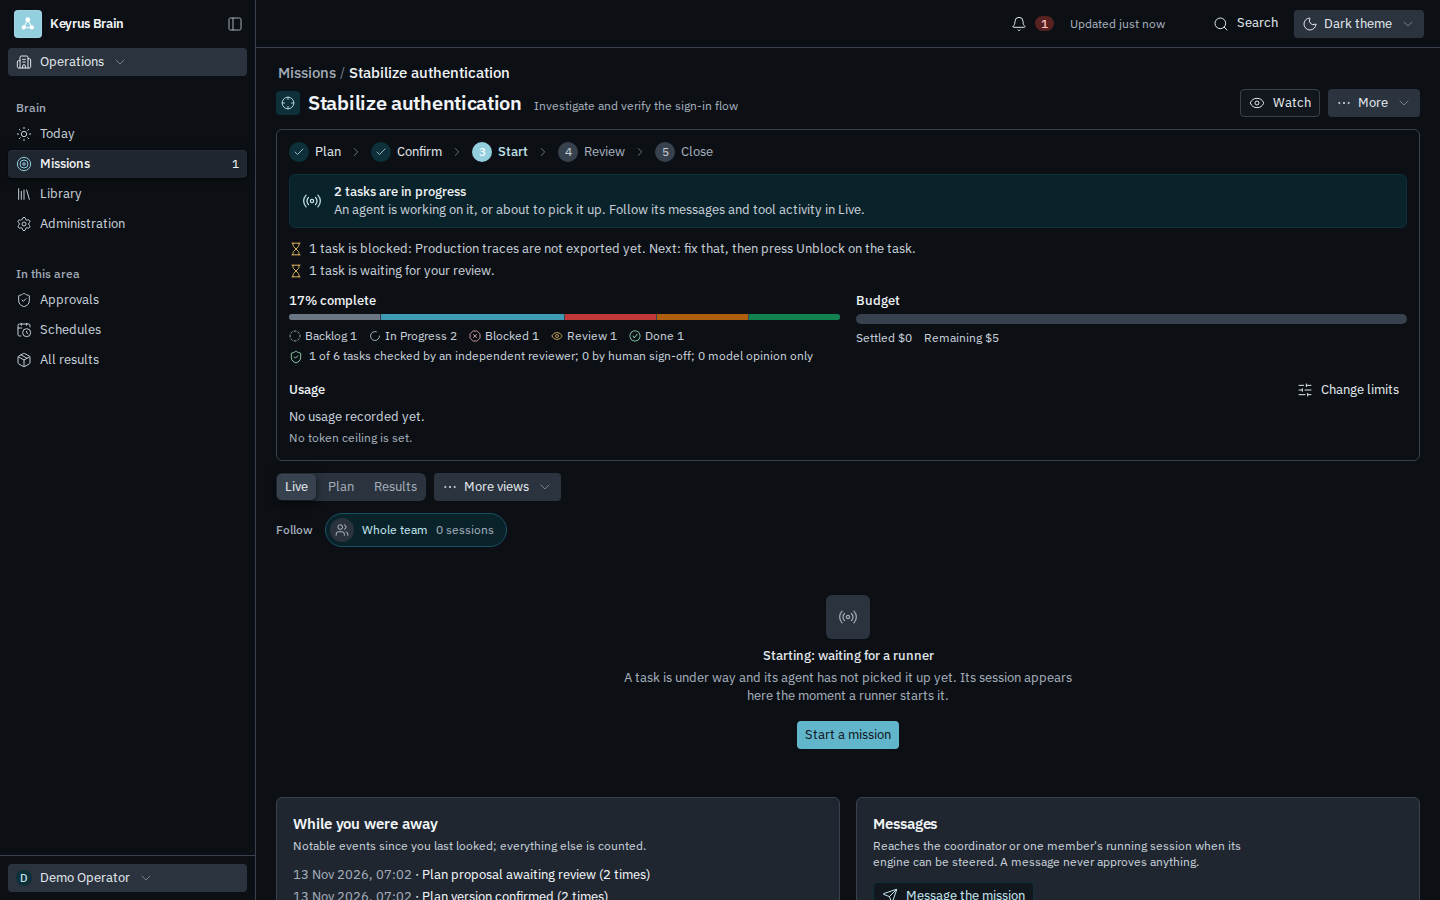 Keyrus Brain
1
Updated just now
Search
Dark theme
Operations
Brain
Today
Missions 1
Library
Administration
In this area
Approvals
Schedules
All results
D Demo Operator
Missions / Stabilize authentication
Stabilize authentication Investigate and verify the sign-in flow
Watch
More
Plan
Confirm
3 Start
4 Review
5 Close
2 tasks are in progress
An agent is working on it, or about to pick it up. Follow its messages and tool activity in Live.
1 task is blocked: Production traces are not exported yet. Next: fix that, then press Unblock on the task.
1 task is waiting for your review.
17% complete
Backlog 1 In Progress 2 Blocked 1 Review 1 Done 1
1 of 6 tasks checked by an independent reviewer; 0 by human sign-off; 0 model opinion only
Budget
Settled $0 Remaining $5
Usage
Change limits
No usage recorded yet.
No token ceiling is set.
Live Plan Results
More views
Follow
Whole team 0 sessions
Starting: waiting for a runner
A task is under way and its agent has not picked it up yet. Its session appears
here the moment a runner starts it.
Start a mission
While you were away
Notable events since you last looked; everything else is counted.
13 Nov 2026, 07:02 · Plan proposal awaiting review (2 times)
13 Nov 2026, 07:02 · Plan version confirmed (2 times)
Messages
Reaches the coordinator or one member's running session when its
engine can be steered. A message never approves anything.
Message the mission